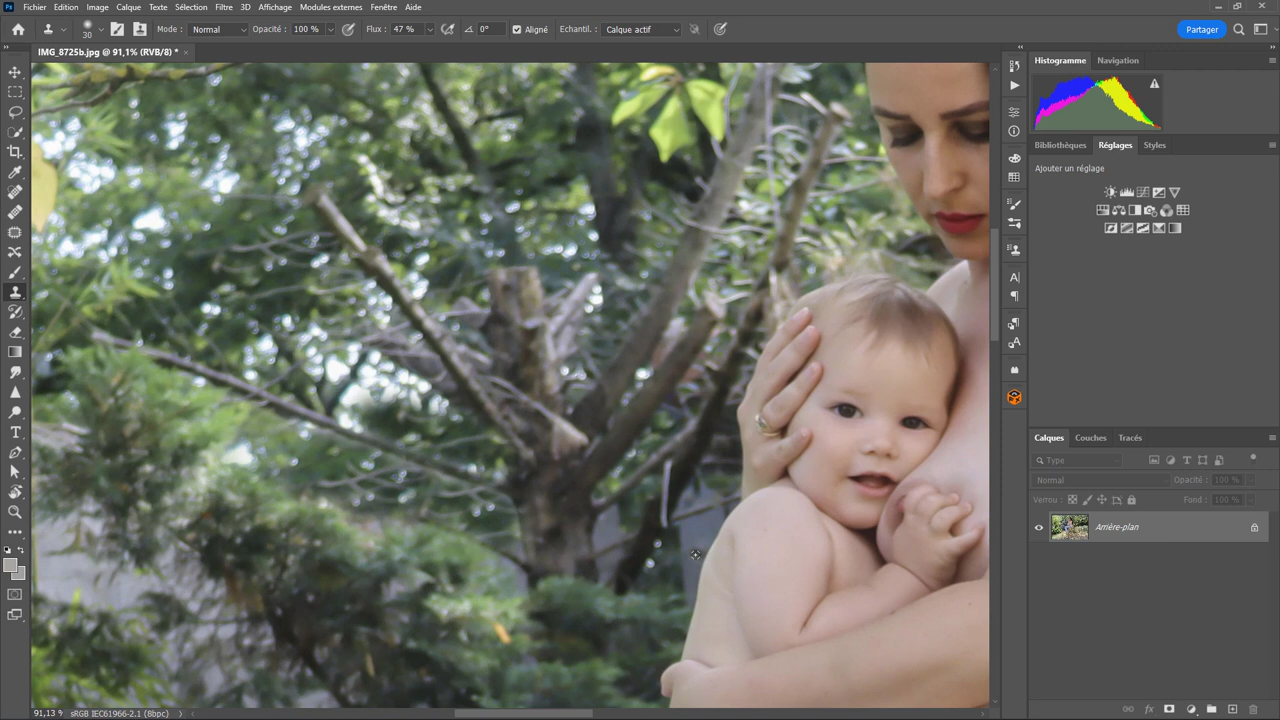 Ps Fichier Edition Image Calque Texte Sélection Filtre 3D Affichage Modules externes Fenêtre Aide
30 Mode : Normal Opacité : 100 % Flux : 47 % 0° Aligné Echantil. : Calque actif Partager
IMG_8725b.jpg @ 91,1% (RVB/8) * ×
Histogramme Navigation
Bibliothèques Réglages Styles
Ajouter un réglage
Calques Couches Tracés
Type
Normal Opacité : 100 %
Verrou : Fond : 100 %
Arrière-plan
91,13 % sRGB IEC61966-2.1 (8bpc)